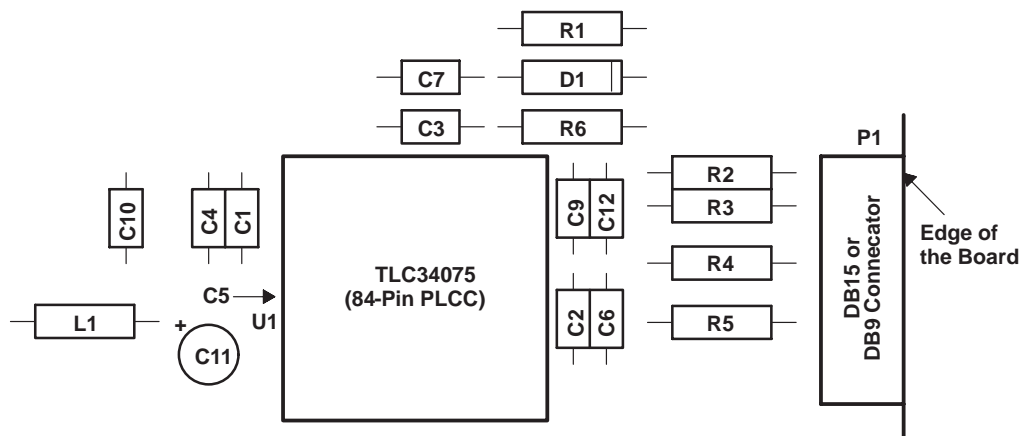 R1
C7
D1
C3
R6
P1
C10
C4
C1
C9
C12
R2
R3
R4
R5
TLC34075
(84-Pin PLCC)
DB15 or
DB9 Connecator
Edge of
the Board
C5
U1
L1
+
C11
C2
C6